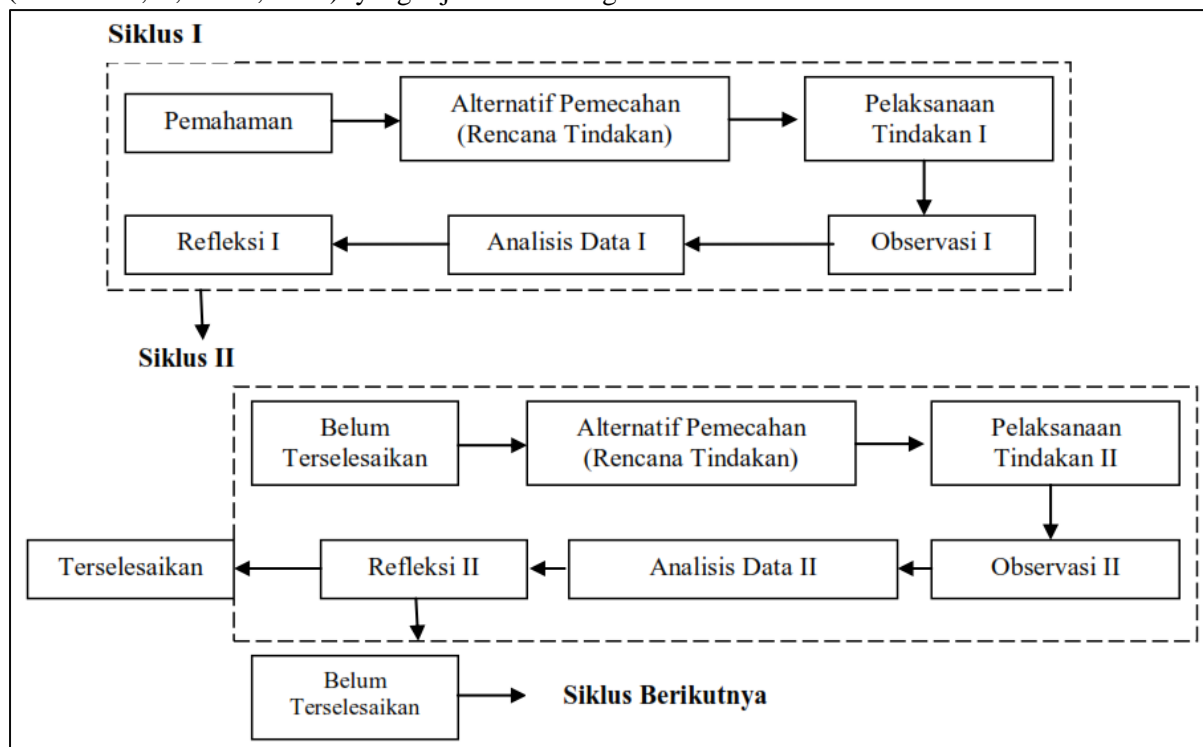 Siklus I
Pemahaman
Alternatif Pemecahan
(Rencana Tindakan)
Pelaksanaan
Tindakan I
Refleksi I
Analisis Data I
Observasi I
Siklus II
Belum
Terselesaikan
Alternatif Pemecahan
(Rencana Tindakan)
Pelaksanaan
Tindakan II
Terselesaikan
Refleksi II
Analisis Data II
Observasi II
Belum
Terselesaikan
Siklus Berikutnya